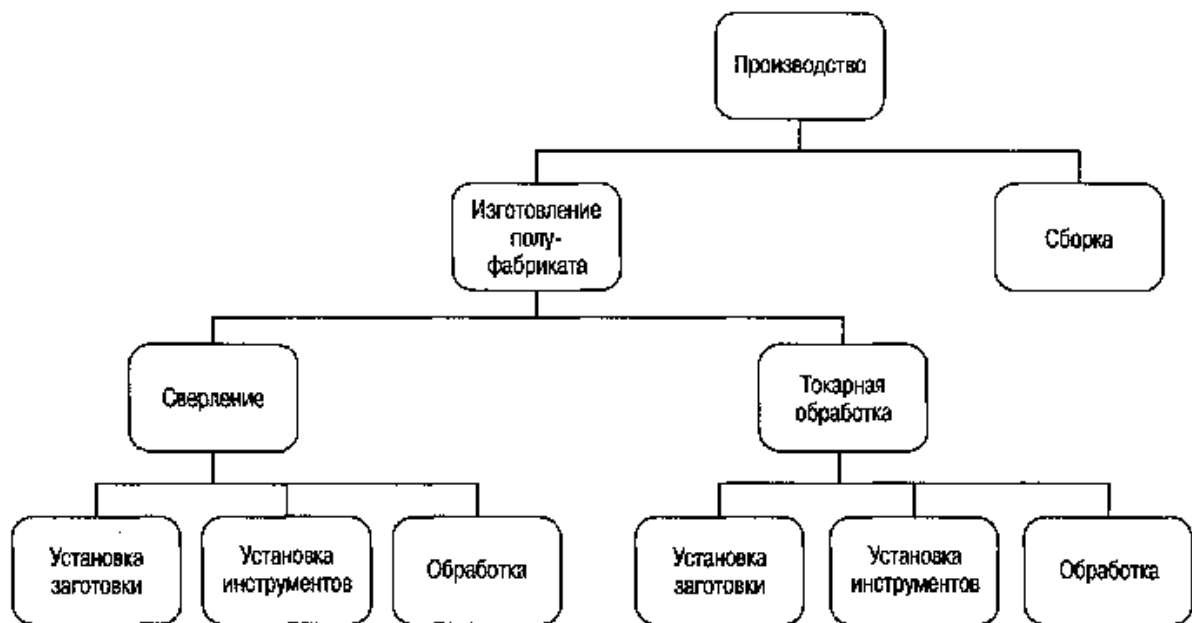 Производство
Изготовление
полу-
фабриката
Сборка
Сверление
Токарная
обработка
Установка
заготовки
Установка
инструментов
Обработка
Установка
заготовки
Установка
инструментов
Обработка